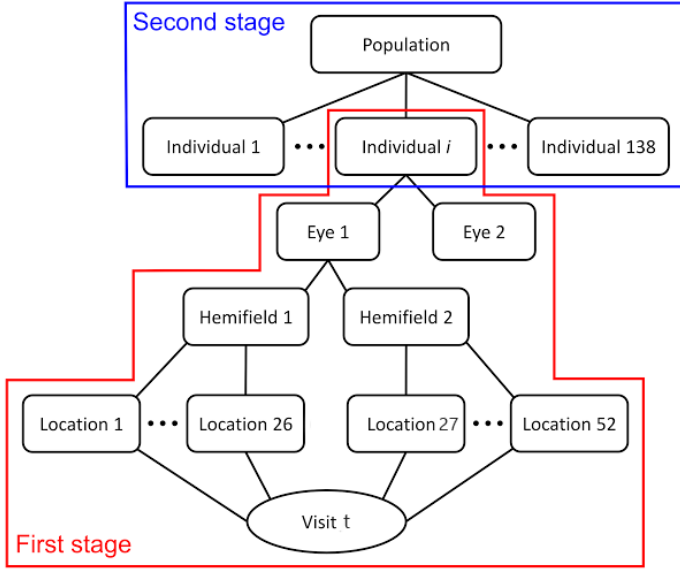 Second stage
Population
Individual 1 ••• Individual i ••• Individual 138
Eye 1 Eye 2
Hemifield 1 Hemifield 2
Location 1 ••• Location 26 Location 27 ••• Location 52
Visit t
First stage